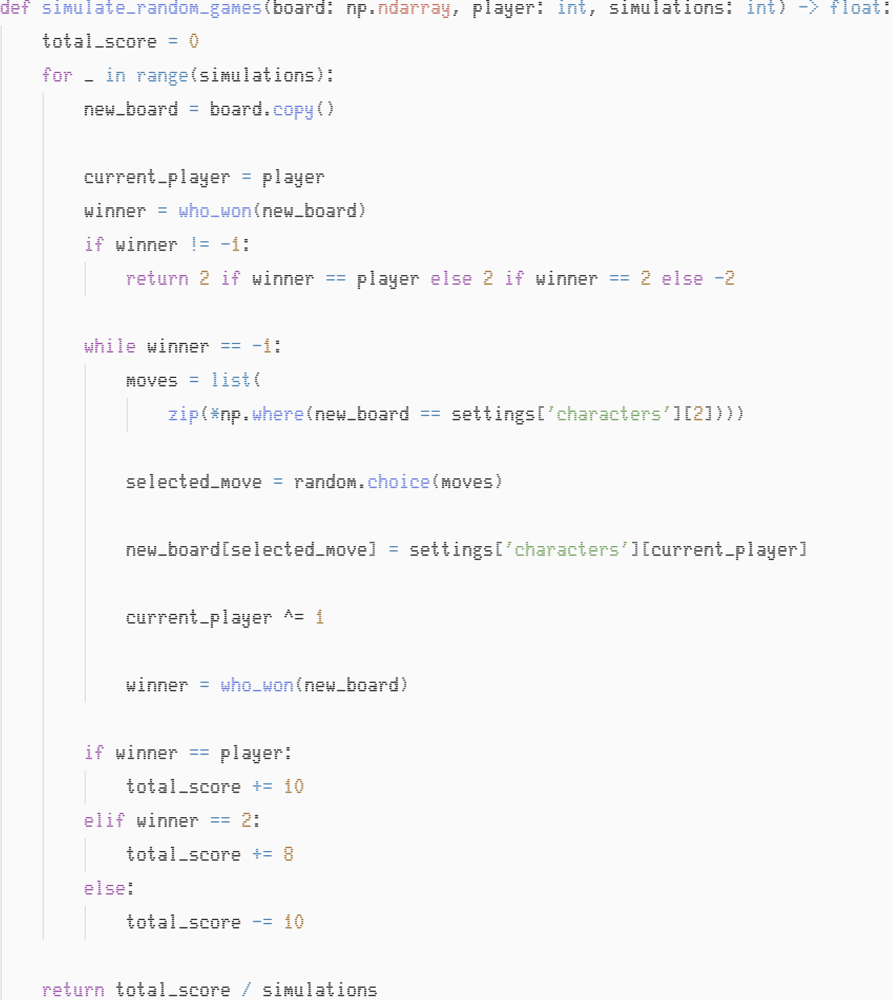 def simulate_random_games(board: np.ndarray, player: int, simulations: int) -> float:
    total_score = 0
    for _ in range(simulations):
        new_board = board.copy()

        current_player = player
        winner = who_won(new_board)
        if winner != -1:
            return 2 if winner == player else 2 if winner == 2 else -2

        while winner == -1:
            moves = list(
                zip(*np.where(new_board == settings['characters'][2])))

            selected_move = random.choice(moves)

            new_board[selected_move] = settings['characters'][current_player]

            current_player ^= 1

            winner = who_won(new_board)

        if winner == player:
            total_score += 10
        elif winner == 2:
            total_score += 8
        else:
            total_score -= 10

    return total_score / simulations